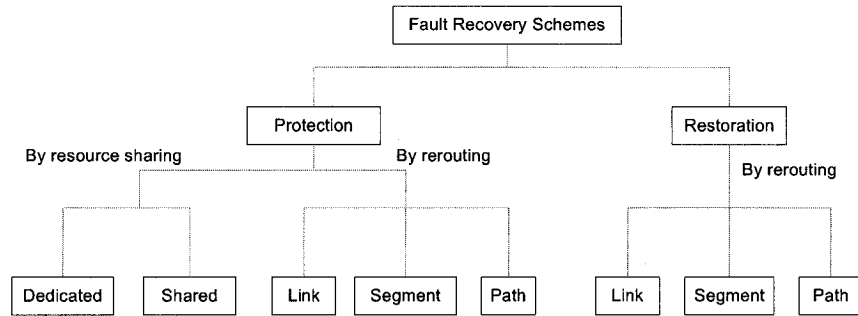 Fault Recovery Schemes
Protection
Restoration
By resource sharing
By rerouting
By rerouting
Dedicated
Shared
Link
Segment
Path
Link
Segment
Path